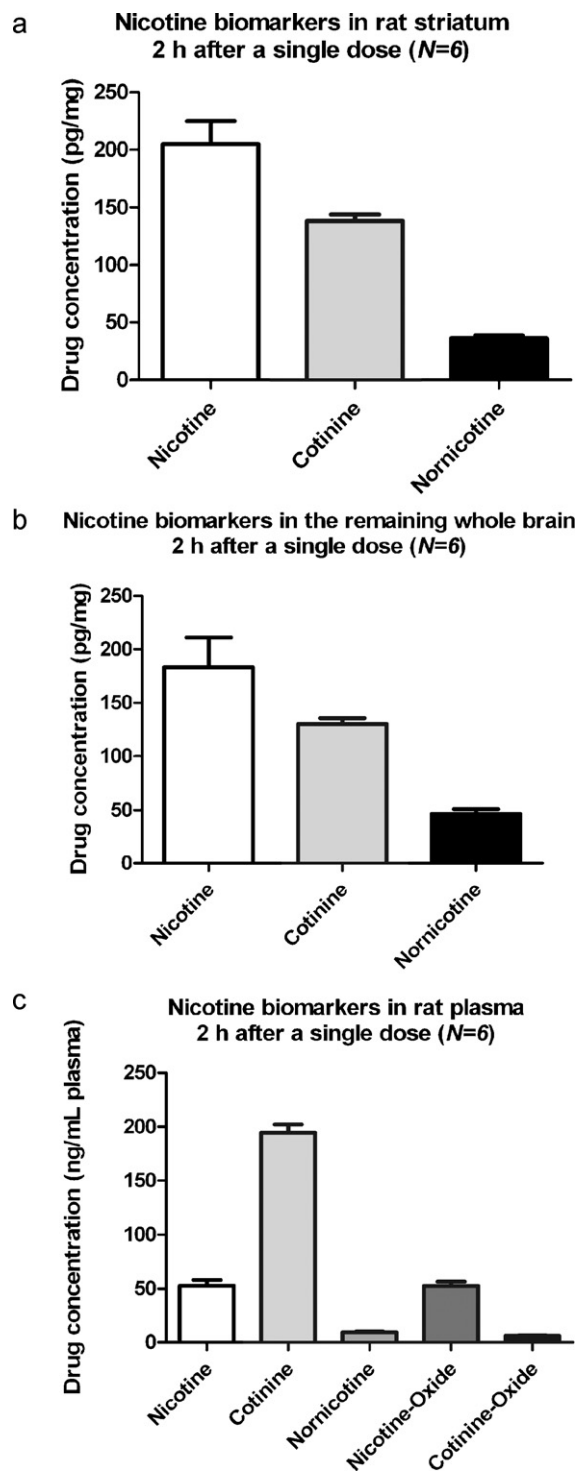 a
Nicotine biomarkers in rat striatum
2 h after a single dose (N=6)
Drug concentration (pg/mg)
250
200
150
100
50
0
Nicotine
Cotinine
Nornicotine
b
Nicotine biomarkers in the remaining whole brain
2 h after a single dose (N=6)
Drug concentration (pg/mg)
250
200
150
100
50
0
Nicotine
Cotinine
Nornicotine
c
Nicotine biomarkers in rat plasma
2 h after a single dose (N=6)
Drug concentration (ng/mL plasma)
250
200
150
100
50
0
Nicotine
Cotinine
Nornicotine
Nicotine-Oxide
Cotinine-Oxide